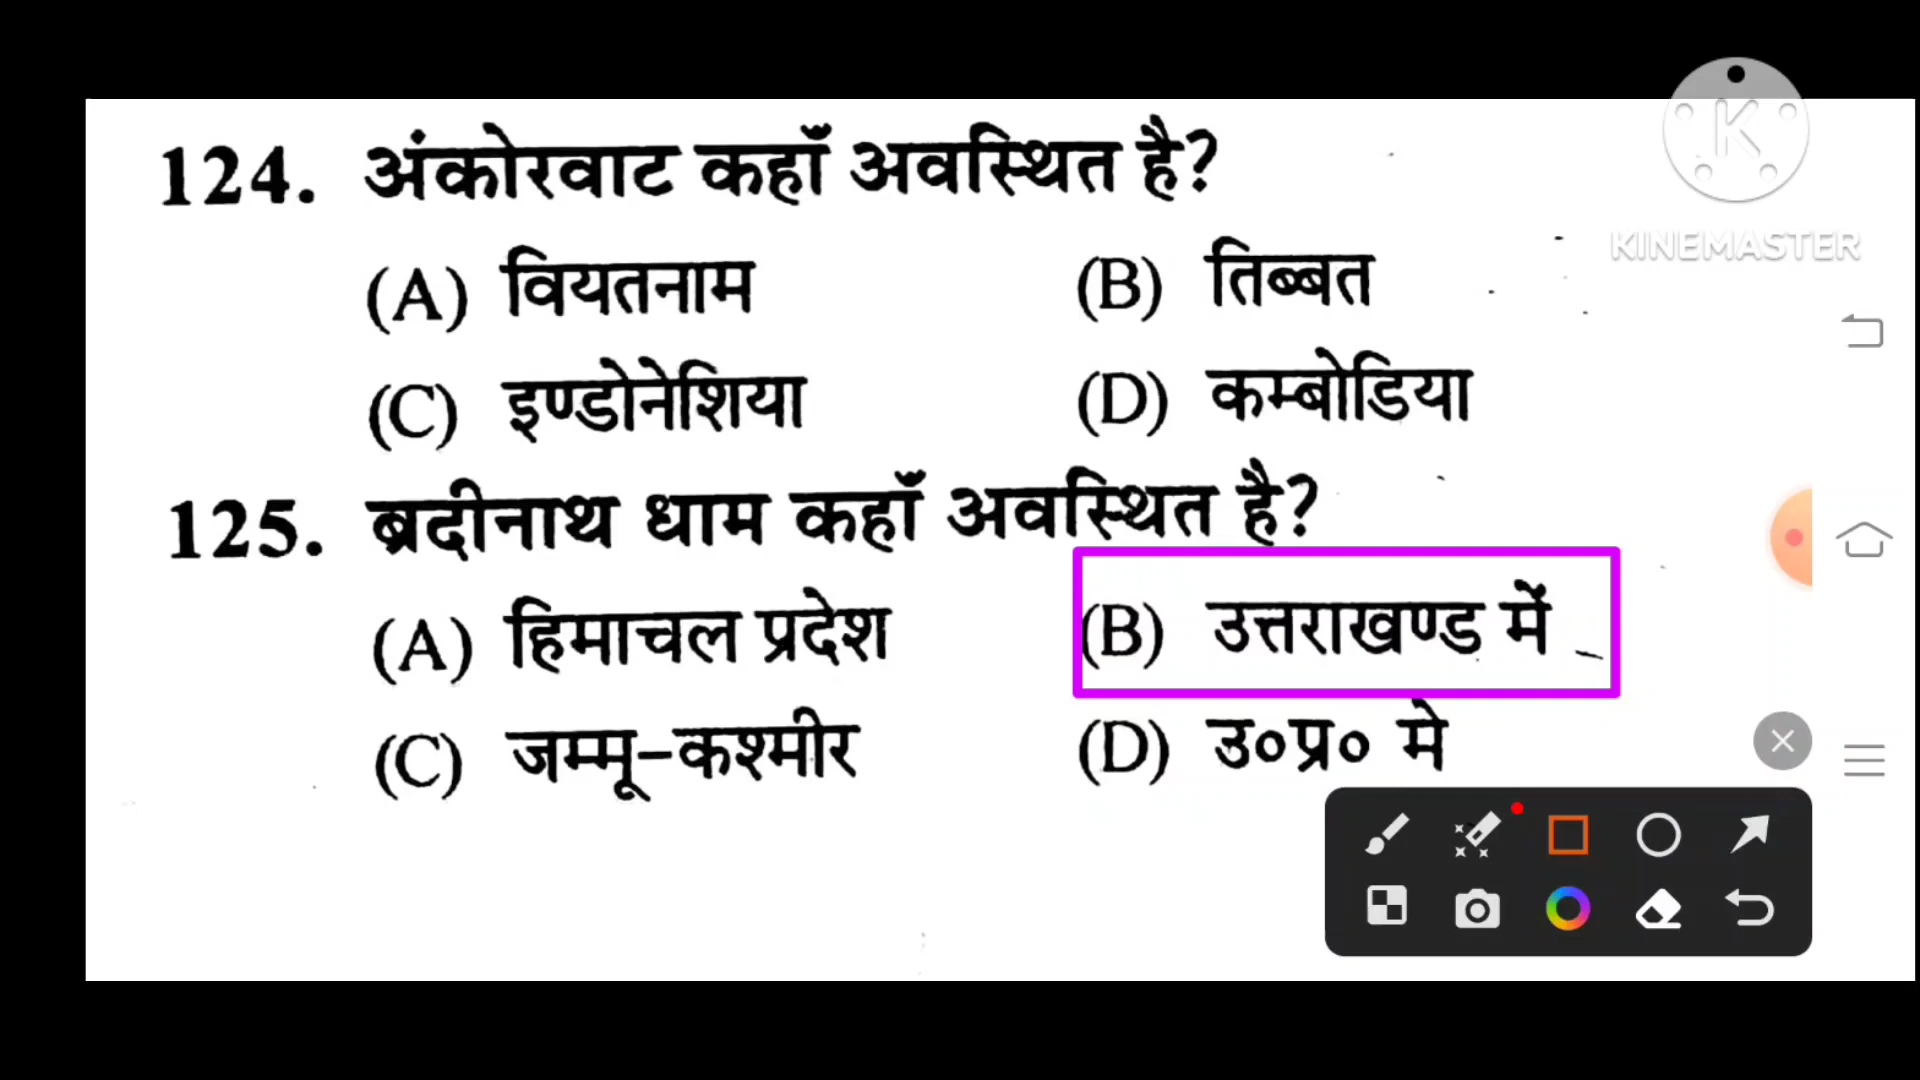 124. अंकोरवाट कहाँ अवस्थित है?
(A) वियतनाम (B) तिब्बत
(C) इण्डोनेशिया (D) कम्बोडिया
125. ब्रदीनाथ धाम कहाँ अवस्थित है?
(A) हिमाचल प्रदेश (B) उत्तराखण्ड में
(C) जम्मू-कश्मीर (D) उ०प्र० मे
K
KINEMASTER